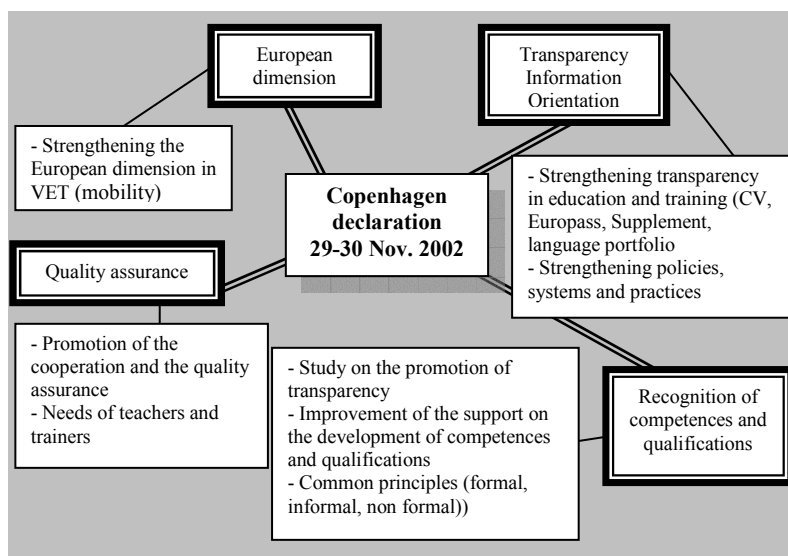 European
dimension
Transparency
Information
Orientation
- Strengthening the
European dimension in
VET (mobility)
Copenhagen
declaration
29-30 Nov. 2002
- Strengthening transparency
in education and training (CV,
Europass, Supplement,
language portfolio
- Strengthening policies,
systems and practices
Quality assurance
- Promotion of the
cooperation and the quality
assurance
- Needs of teachers and
trainers
- Study on the promotion of
transparency
- Improvement of the support on
the development of competences
and qualifications
- Common principles (formal,
informal, non formal))
Recognition of
competences and
qualifications